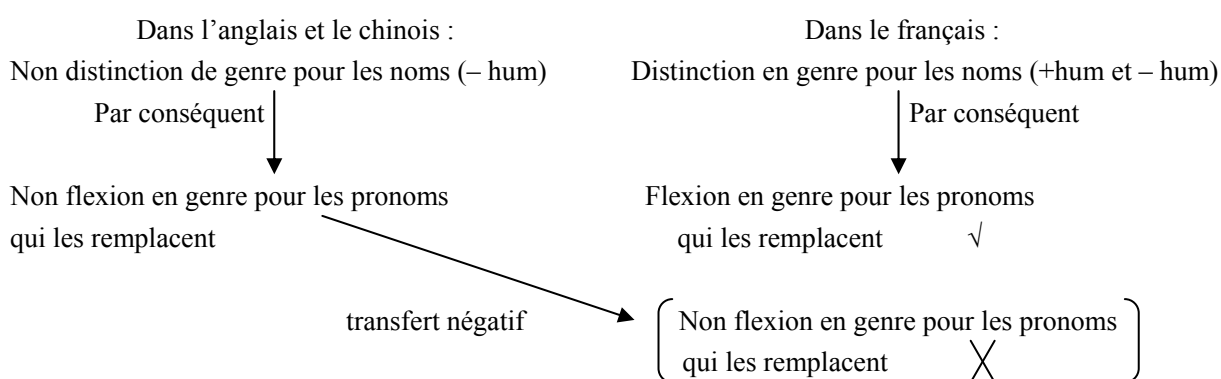 Dans l’anglais et le chinois :
Non distinction de genre pour les noms (– hum)
Par conséquent
Non flexion en genre pour les pronoms
qui les remplacent
Dans le français :
Distinction en genre pour les noms (+hum et – hum)
Par conséquent
Flexion en genre pour les pronoms
qui les remplacent √
transfert négatif
Non flexion en genre pour les pronoms
qui les remplacent